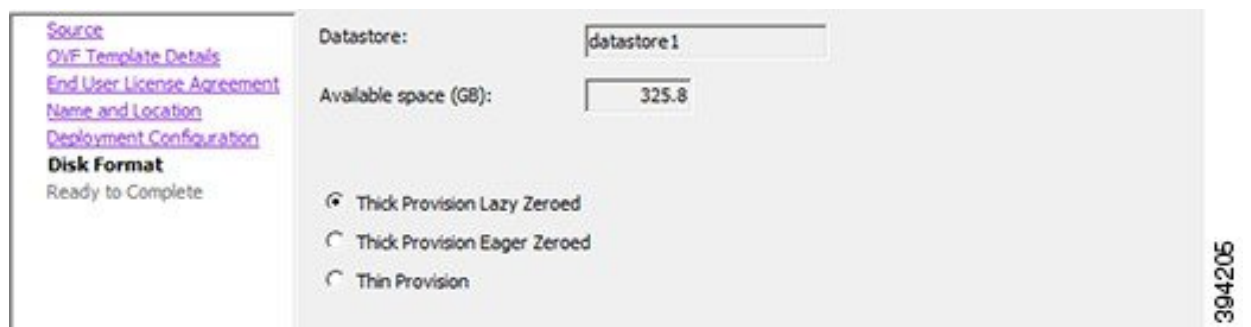 Source
OVF Template Details
End User License Agreement
Name and Location
Deployment Configuration
Disk Format
Ready to Complete
Datastore: datastore1
Available space (GB): 325.8
Thick Provision Lazy Zeroed
Thick Provision Eager Zeroed
Thin Provision
394205